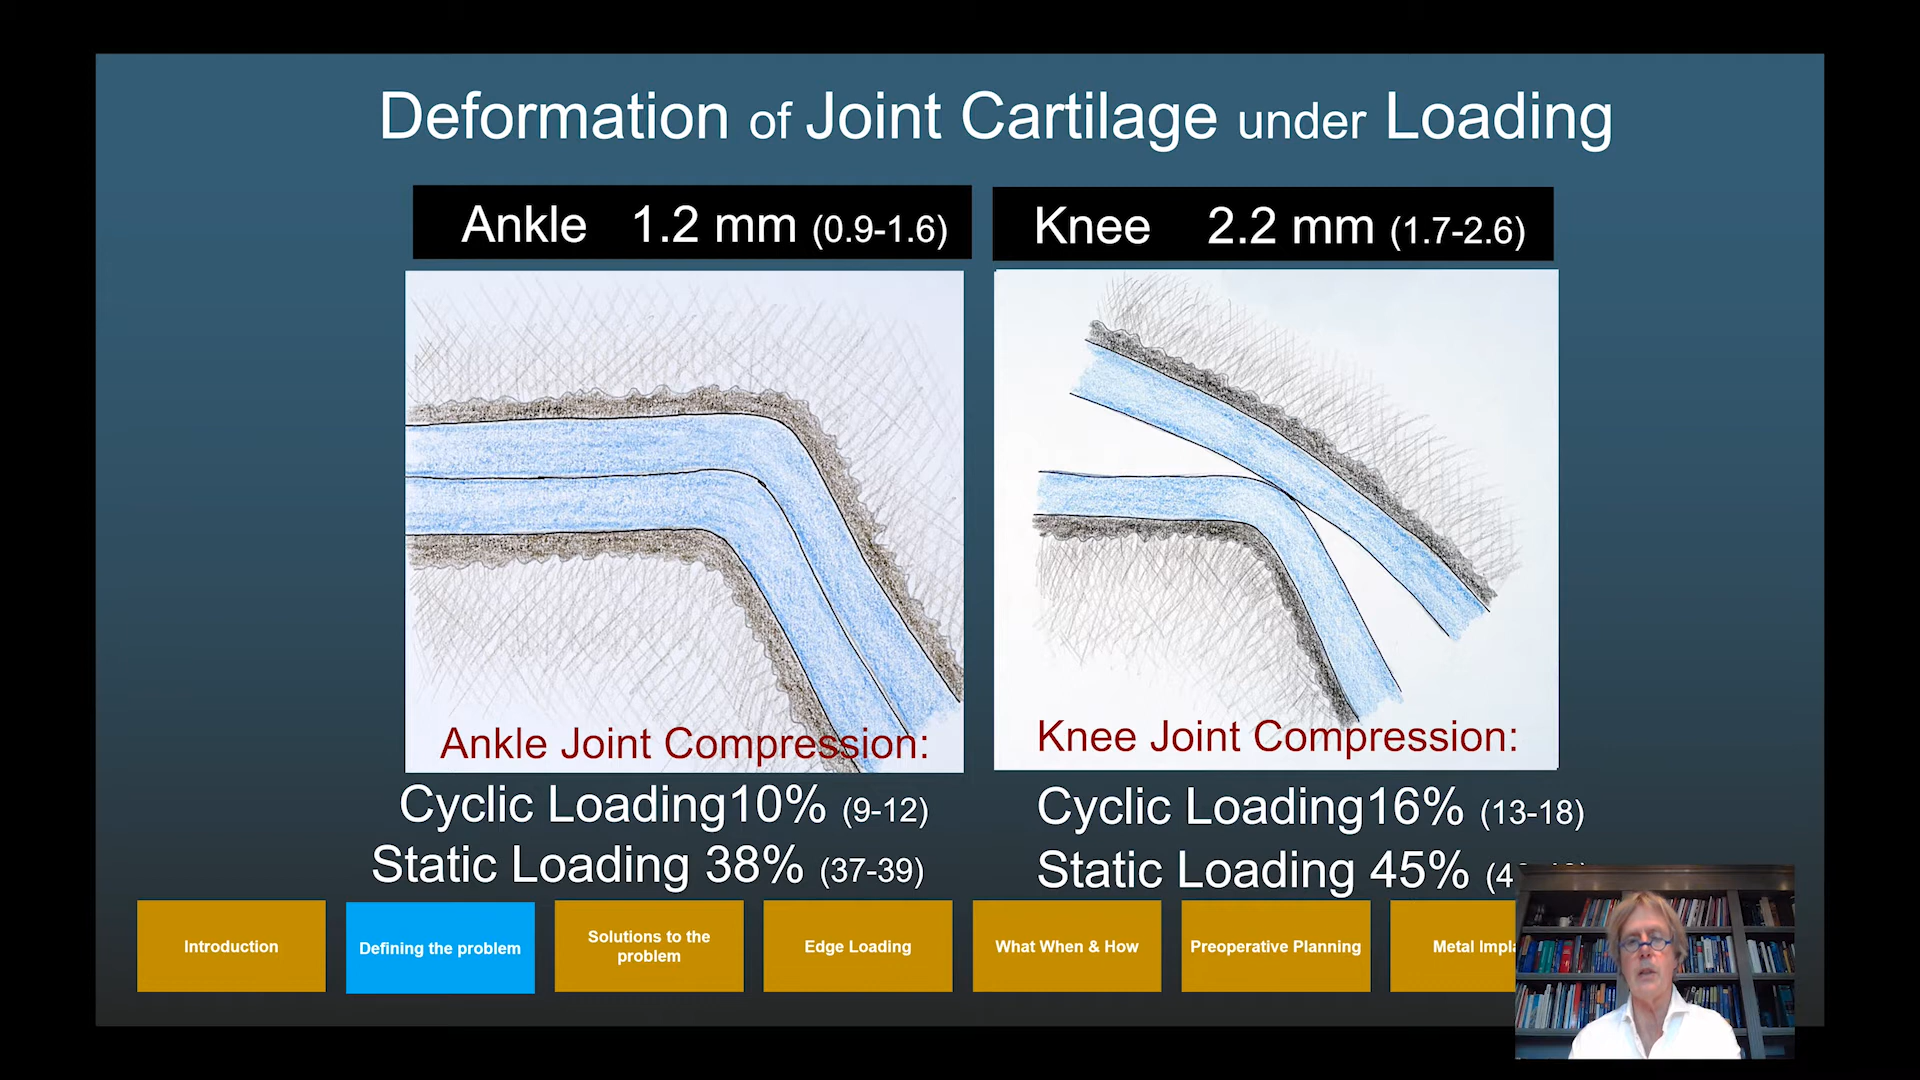 Deformation of Joint Cartilage under Loading
Ankle 1.2 mm (0.9-1.6)
Knee 2.2 mm (1.7-2.6)
Ankle Joint Compression:
Knee Joint Compression:
Cyclic Loading10% (9-12)
Cyclic Loading16% (13-18)
Static Loading 38% (37-39)
Static Loading 45%
Introduction
Defining the problem
Solutions to the
problem
Edge Loading
What When & How
Preoperative Planning
Metal